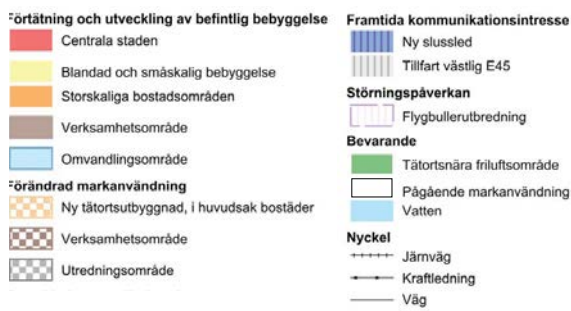 Förtätning och utveckling av befintlig bebyggelse
Centrala staden
Blandad och småskalig bebyggelse
Storskaliga bostadsområden
Verksamhetsområde
Omvandlingsområde
Förändrad markanvändning
Ny tätortsutbyggnad, i huvudsak bostäder
Verksamhetsområde
Utredningsområde
Framtida kommunikationsintresse
Ny slussled
Tillfart västlig E45
Störningspåverkan
Flygbullerutbredning
Bevarande
Tätortsnära friluftsområde
Pågående markanvändning
Vatten
Nyckel
Järnväg
Kraftledning
Väg